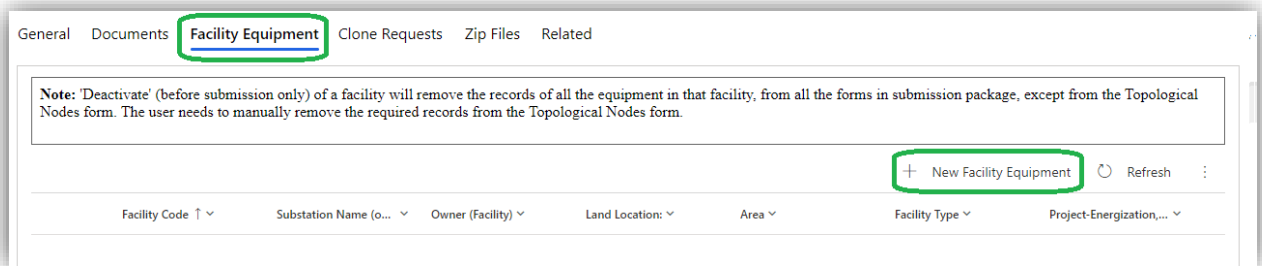 General Documents Facility Equipment Clone Requests Zip Files Related
Note: 'Deactivate' (before submission only) of a facility will remove the records of all the equipment in that facility, from all the forms in submission package, except from the Topological
Nodes form. The user needs to manually remove the required records from the Topological Nodes form.
+ New Facility Equipment Refresh
Facility Code ↑ Substation Name (o... Owner (Facility) Land Location: Area Facility Type Project-Energization,...